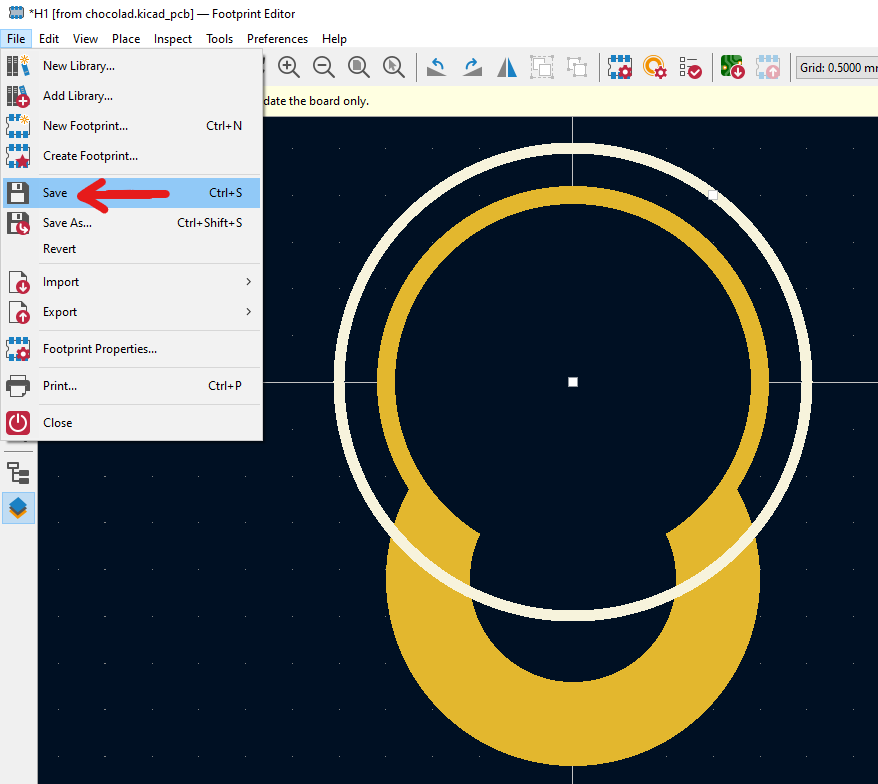 *H1 [from chocolad.kicad_pcb] — Footprint Editor
File Edit View Place Inspect Tools Preferences Help
Grid: 0.5000 mm
date the board only.
New Library...
Add Library...
New Footprint... Ctrl+N
Create Footprint...
Save Ctrl+S
Save As... Ctrl+Shift+S
Revert
Import
Export
Footprint Properties...
Print... Ctrl+P
Close